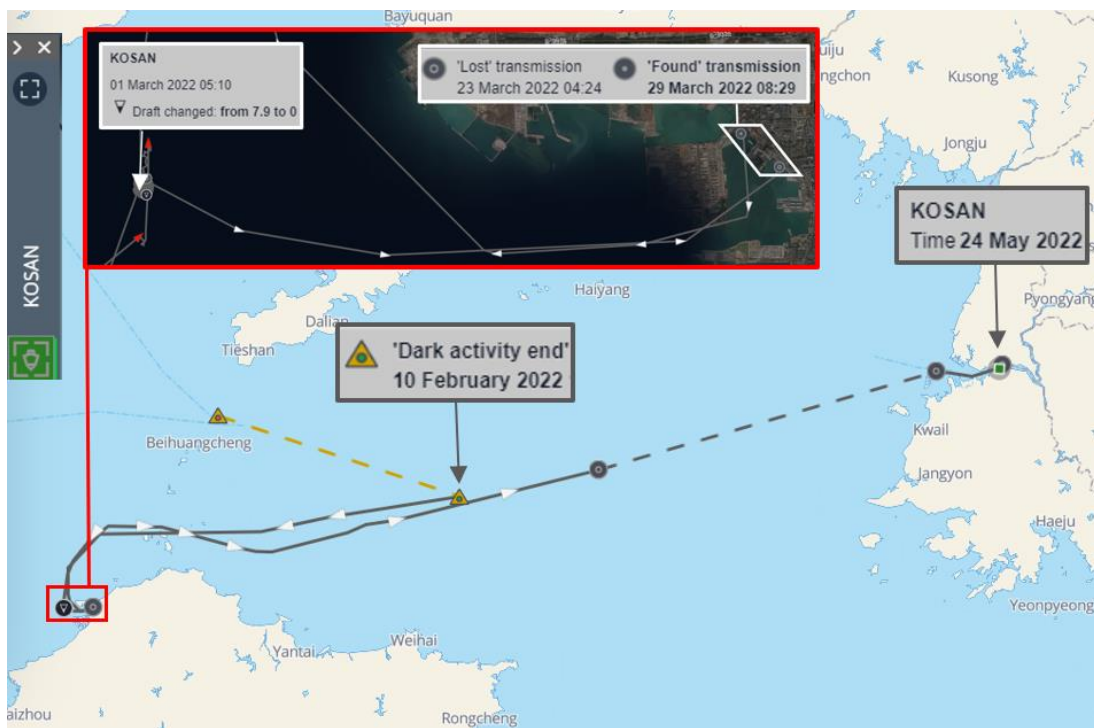 Bayuquan
KOSAN
01 March 2022 05:10
Draft changed: from 7.9 to 0
'Lost' transmission
23 March 2022 04:24
'Found' transmission
29 March 2022 08:29
Kusong
Jongju
KOSAN
KOSAN
Time 24 May 2022
Pyongyang
Haiyang
Dalian
Tieshan
'Dark activity end'
10 February 2022
Beihuangcheng
Kwail
Jangyon
Haeju
Yeonpyeong
Weihai
Yantai
Rongcheng